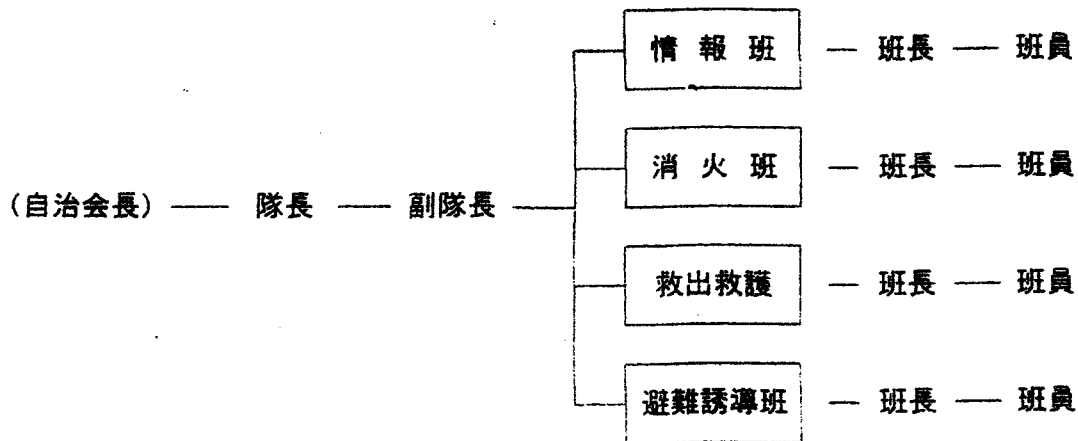 情報班 ― 班長 ― 班員
消火班 ― 班長 ― 班員
(自治会長) ― 隊長 ― 副隊長
救出救護 ― 班長 ― 班員
避難誘導班 ― 班長 ― 班員